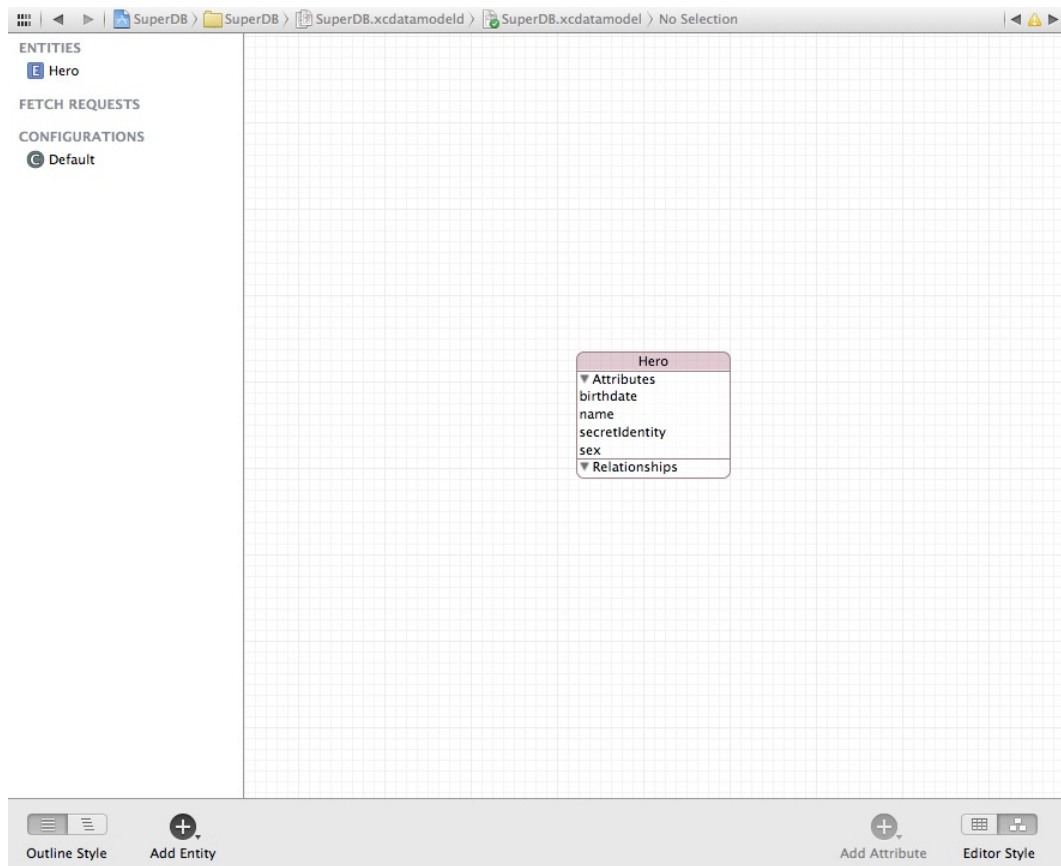 SuperDB 〉 SuperDB 〉 SuperDB.xcdatamodeld 〉 SuperDB.xcdatamodel 〉 No Selection
ENTITIES
E Hero
FETCH REQUESTS
CONFIGURATIONS
C Default
Hero
Attributes
birthdate
name
secretIdentity
sex
Relationships
Outline Style
Add Entity
Add Attribute
Editor Style